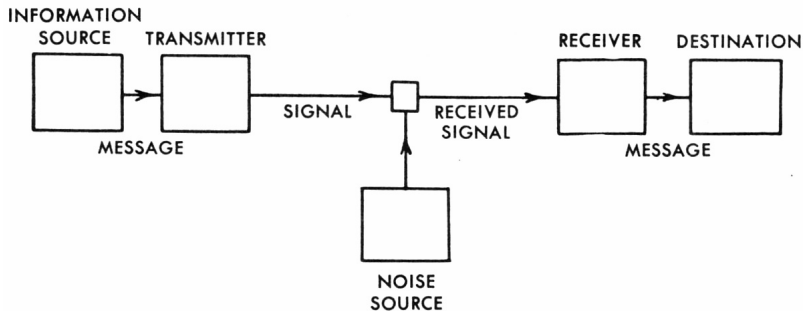 INFORMATION
SOURCE
TRANSMITTER
RECEIVER
DESTINATION
SIGNAL
RECEIVED
SIGNAL
MESSAGE
MESSAGE
NOISE
SOURCE